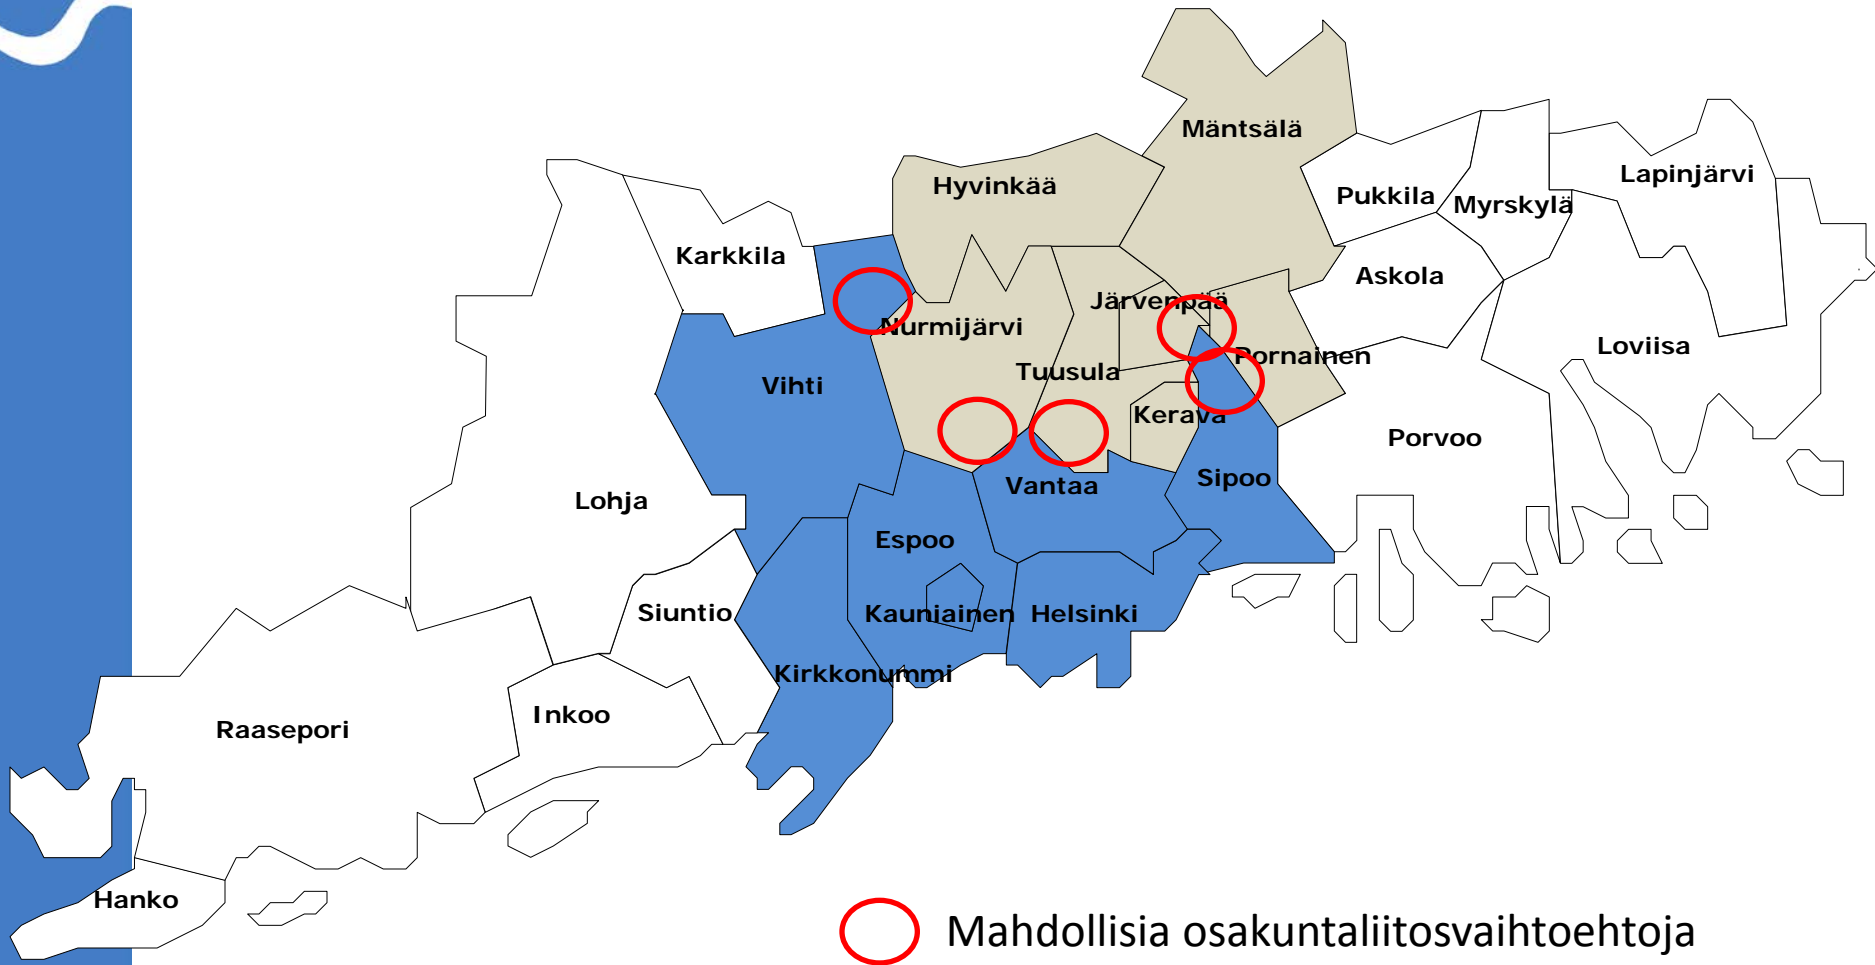 Mäntsälä
Hyvinkää
Lapinjärvi
Pukkila
Myrskylä
Karkkila
Askola
Järvenpää
Nurmijärvi
Loviisa
Pornainen
Tuusula
Vihti
Kerava
Porvoo
Sipoo
Vantaa
Lohja
Espoo
Siuntio
Kauniainen
Helsinki
Kirkkonummi
Inkoo
Raasepori
Hanko
Mahdollisia osakuntaliitosvaihtoehtoja